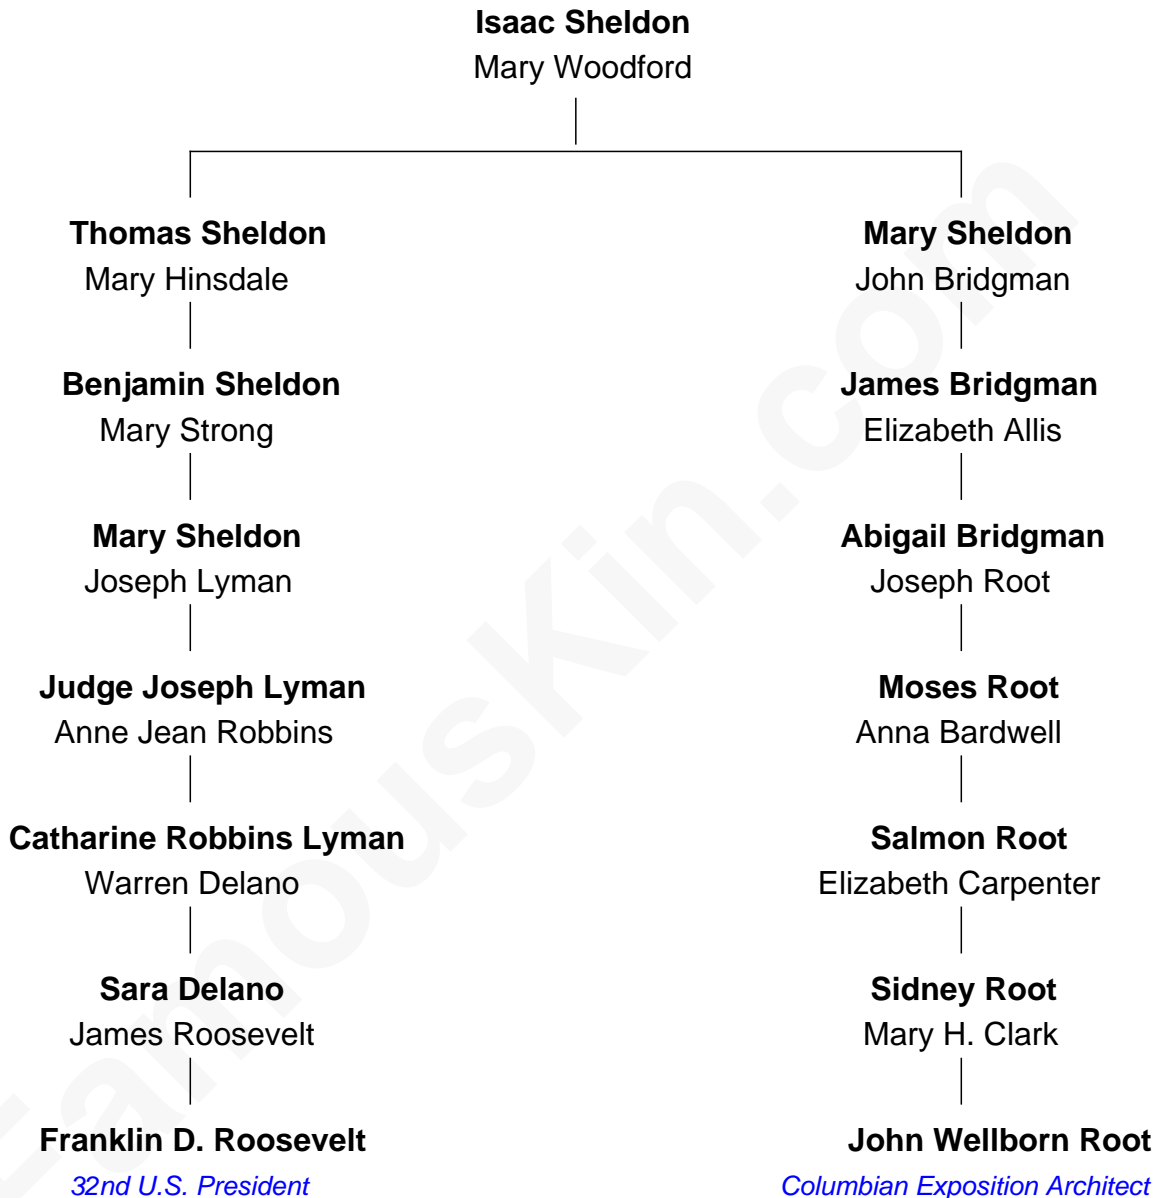 Isaac Sheldon
Mary Woodford
Thomas Sheldon
Mary Hinsdale
Mary Sheldon
John Bridgman
Benjamin Sheldon
Mary Strong
James Bridgman
Elizabeth Allis
Mary Sheldon
Joseph Lyman
Abigail Bridgman
Joseph Root
Judge Joseph Lyman
Anne Jean Robbins
Moses Root
Anna Bardwell
Catharine Robbins Lyman
Warren Delano
Salmon Root
Elizabeth Carpenter
Sara Delano
James Roosevelt
Sidney Root
Mary H. Clark
Franklin D. Roosevelt
32nd U.S. President
John Wellborn Root
Columbian Exposition Architect
FamousKin.com